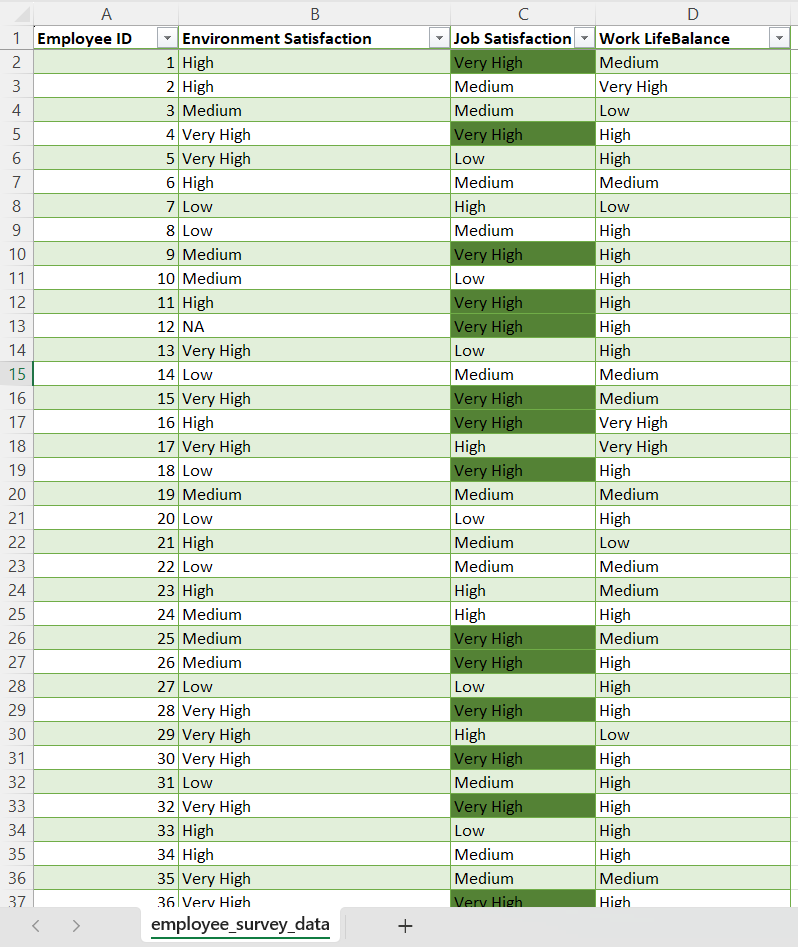 A B C D
1 Employee ID Environment Satisfaction Job Satisfaction Work LifeBalance
2 1 High Very High Medium
3 2 High Medium Very High
4 3 Medium Medium Low
5 4 Very High Very High High
6 5 Very High Low High
7 6 High Medium Medium
8 7 Low High Low
9 8 Low Medium High
10 9 Medium Very High High
11 10 Medium Low High
12 11 High Very High High
13 12 NA Very High High
14 13 Very High Low High
15 14 Low Medium Medium
16 15 Very High Very High Medium
17 16 High Very High Very High
18 17 Very High High Very High
19 18 Low Very High High
20 19 Medium Medium Medium
21 20 Low Low High
22 21 High Medium Low
23 22 Low Medium Medium
24 23 High High Medium
25 24 Medium High High
26 25 Medium Very High Medium
27 26 Medium Very High High
28 27 Low Low High
29 28 Very High Very High High
30 29 Very High High Low
31 30 Very High Very High High
32 31 Low Medium High
33 32 Very High Very High High
34 33 High Low High
35 34 High Medium High
36 35 Very High Medium Medium
37 36 Very High Very High High
employee_survey_data